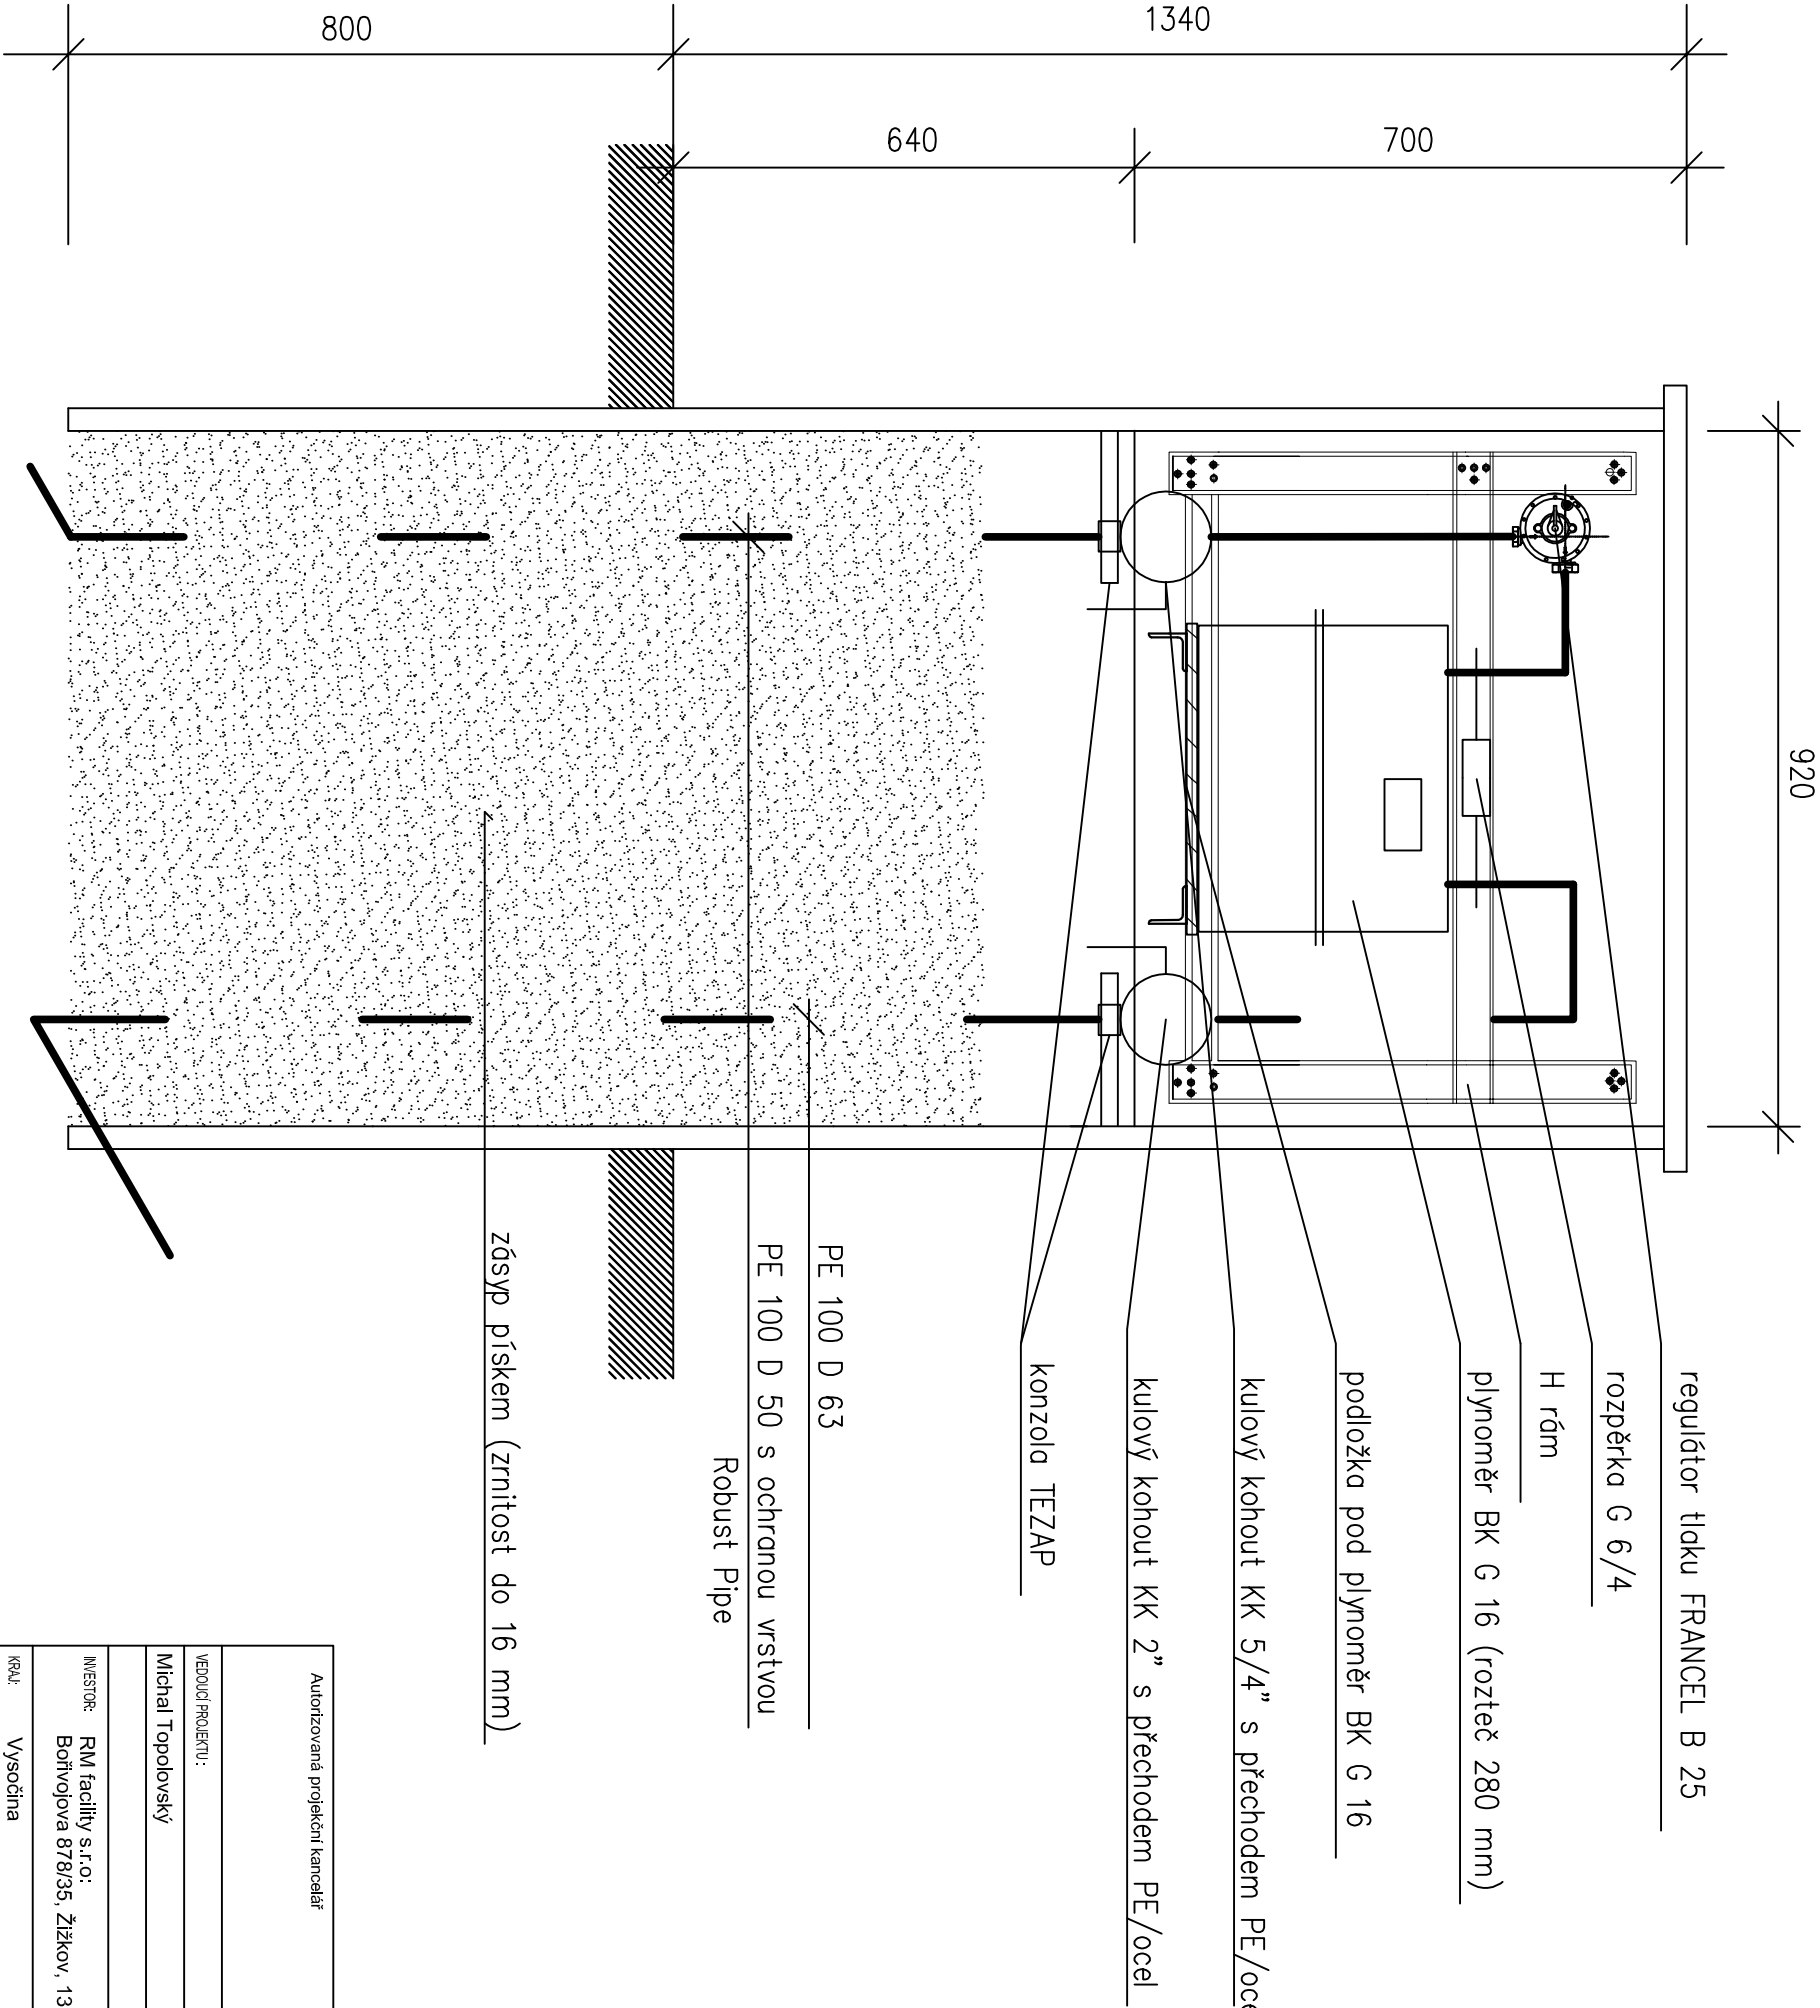 800
1340
640
700
920
regulátor tlaku FRANCEL B 25
rozpěrka G 6/4
H rám
plynoměr BK G 16 (rozteč 280 mm)
podložka pod plynoměr BK G 16
kulový kohout KK 5/4" s přechodem PE/oce
kulový kohout KK 2" s přechodem PE/ocel
konzola TEZAP
PE 100 D 63
PE 100 D 50 s ochranou vrstvou
Robust Pipe
zásyp pískem (zrnitost do 16 mm)
Autorizovaná projekční kancelář
VEDOUCÍ PROJEKTU:
Michal Topolovský
INVESTOR: RM facility s.r.o:
Bořivojova 878/35, Žižkov, 13
KRAJ: Vysočina